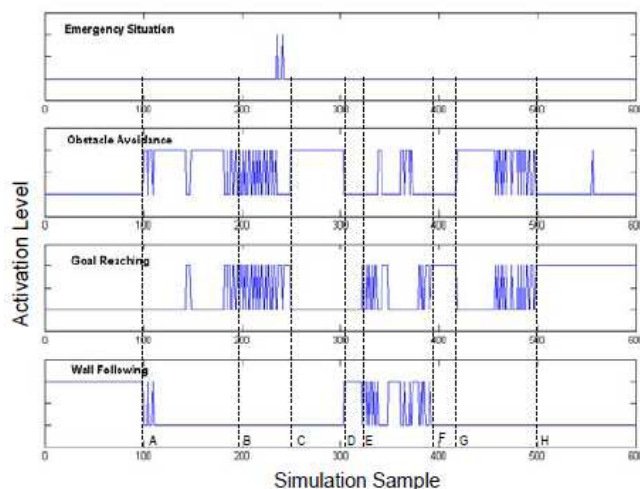 Emergency Situation
0 100 200 300 400 500 600
Obstacle Avoidance
0 100 200 300 400 500 600
Goal Reaching
0 100 200 300 400 500 600
Wall Following
A B C D E F G H
0 100 200 300 400 500 600
Activation Level
Simulation Sample